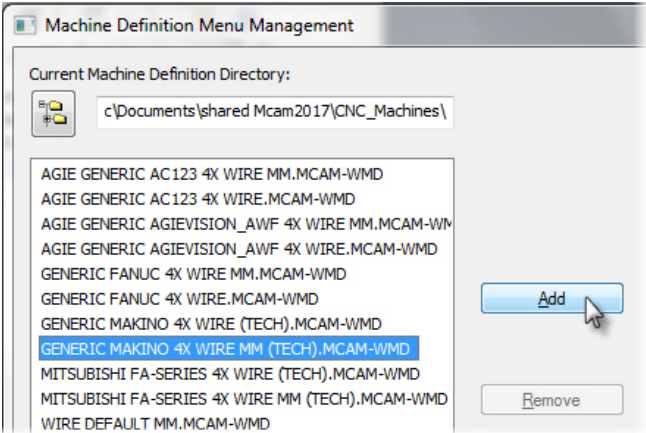 Machine Definition Menu Management
Current Machine Definition Directory:
c\Documents\shared Mcam2017\CNC_Machines\
AGIE GENERIC AC123 4X WIRE MM.MCAM-WMD
AGIE GENERIC AC123 4X WIRE.MCAM-WMD
AGIE GENERIC AGIEVISION_AWF 4X WIRE MM.MCAM-WM
AGIE GENERIC AGIEVISION_AWF 4X WIRE.MCAM-WMD
GENERIC FANUC 4X WIRE MM.MCAM-WMD
GENERIC FANUC 4X WIRE.MCAM-WMD
Add
GENERIC MAKINO 4X WIRE (TECH).MCAM-WMD
GENERIC MAKINO 4X WIRE MM (TECH).MCAM-WMD
MITSUBISHI FA-SERIES 4X WIRE (TECH).MCAM-WMD
MITSUBISHI FA-SERIES 4X WIRE MM (TECH).MCAM-WMD
Remove
WIRE DEFAULT MM.MCAM-WMD